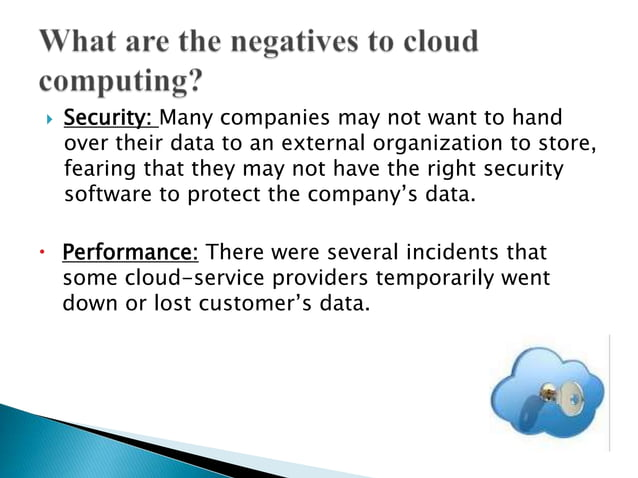 What are the negatives to cloud
computing?
Security: Many companies may not want to hand
over their data to an external organization to store,
fearing that they may not have the right security
software to protect the company’s data.
Performance: There were several incidents that
some cloud-service providers temporarily went
down or lost customer’s data.